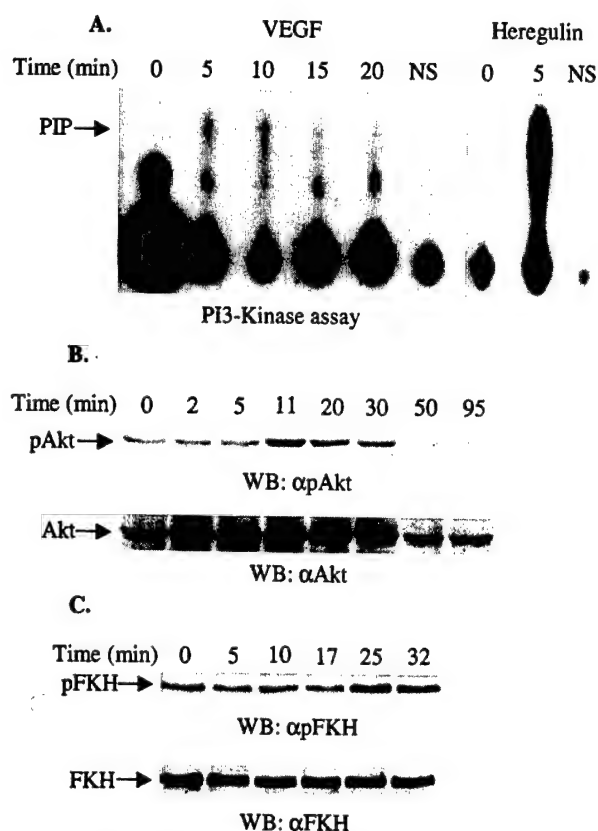 A. VEGF Heregulin
Time (min) 0 5 10 15 20 NS 0 5 NS
PIP
PI3-Kinase assay
B.
Time (min) 0 2 5 11 20 30 50 95
pAkt
WB: αpAkt
Akt
WB: αAkt
C.
Time (min) 0 5 10 17 25 32
pFKH
WB: αpFKH
FKH
WB: αFKH